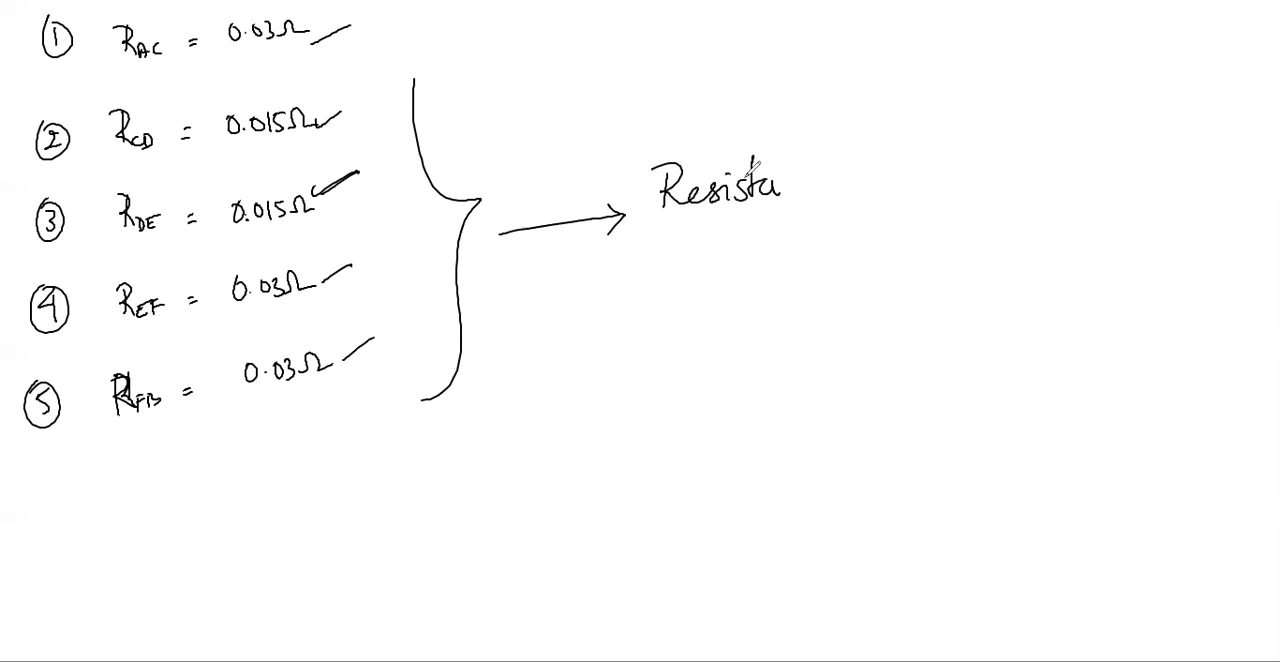 ① R_AC = 0.03Ω
② R_CD = 0.015Ω
③ R_DE = 0.015Ω
④ R_EF = 0.03Ω
⑤ R_FB = 0.03Ω
Resista